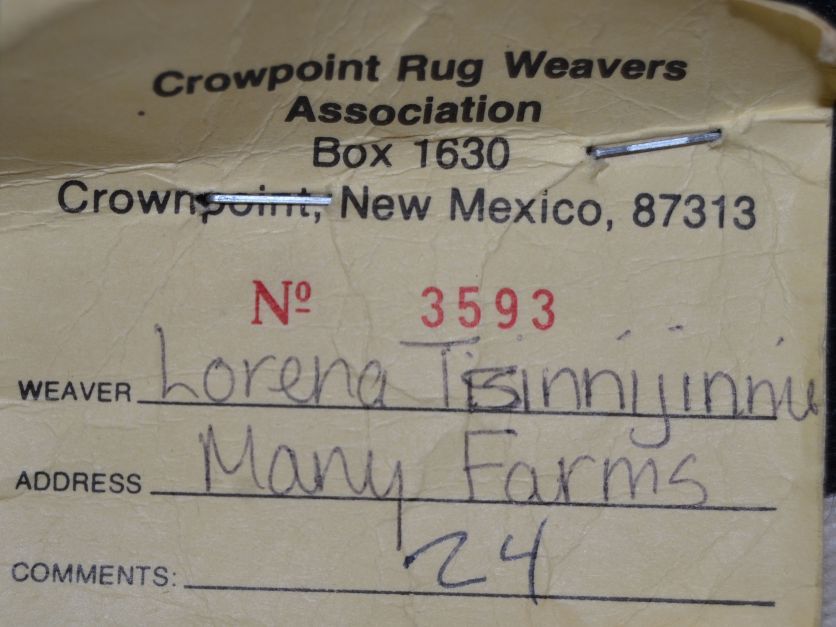 Crowpoint Rug Weavers
Association
Box 1630
Crownpoint, New Mexico, 87313
Nº 3593
WEAVER Lorena Tisinnijinnie
ADDRESS Many Farms
COMMENTS: 24